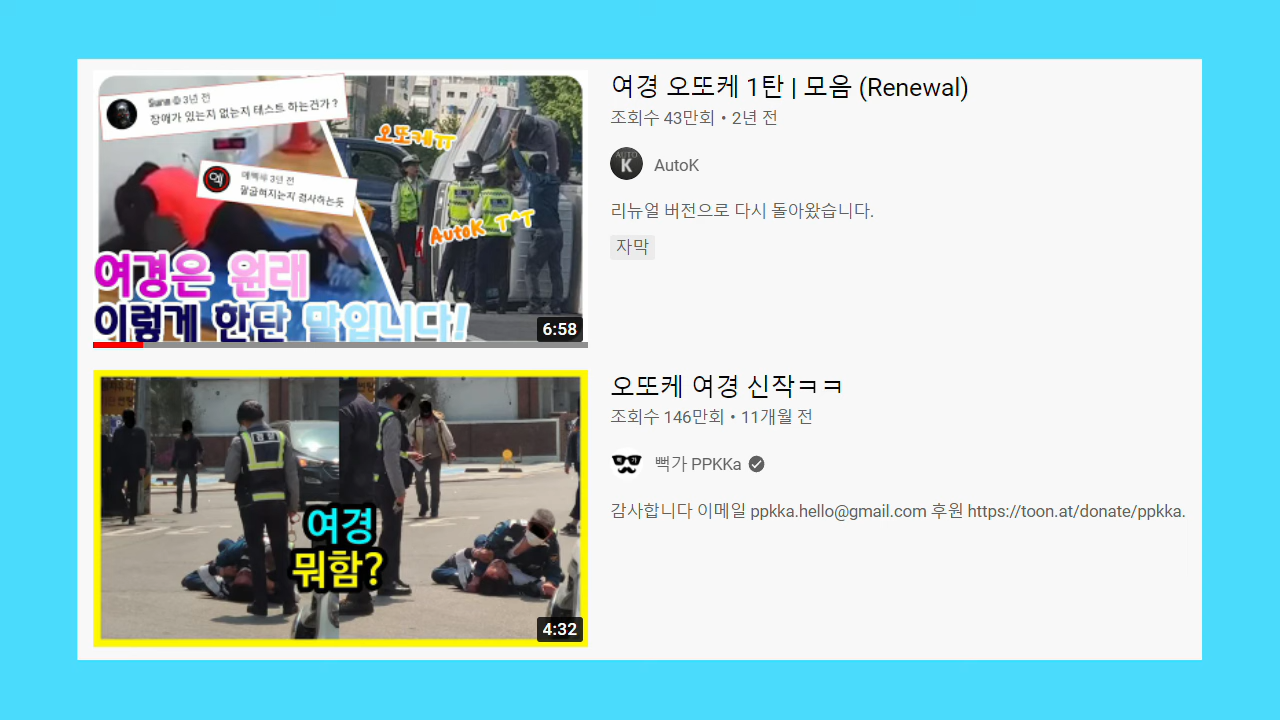 Sung 3년 전
장애가 있는지 없는지 테스트 하는건가?
3년 전
팔굽혀지는지 검사하는듯
오또케ㅠ
AutoK ㅜ^ㅜ
여경은 원래
이렇게 한단 말입니다!
6:58
여경 오또케 1탄 | 모음 (Renewal)
조회수 43만회 • 2년 전
AUTO
K
AutoK
리뉴얼 버전으로 다시 돌아왔습니다.
자막
여경
뭐함?
4:32
오또케 여경 신작ㅋㅋ
조회수 146만회 • 11개월 전
뻑가 PPKKa
감사합니다 이메일 ppkka.hello@gmail.com 후원 https://toon.at/donate/ppkka.